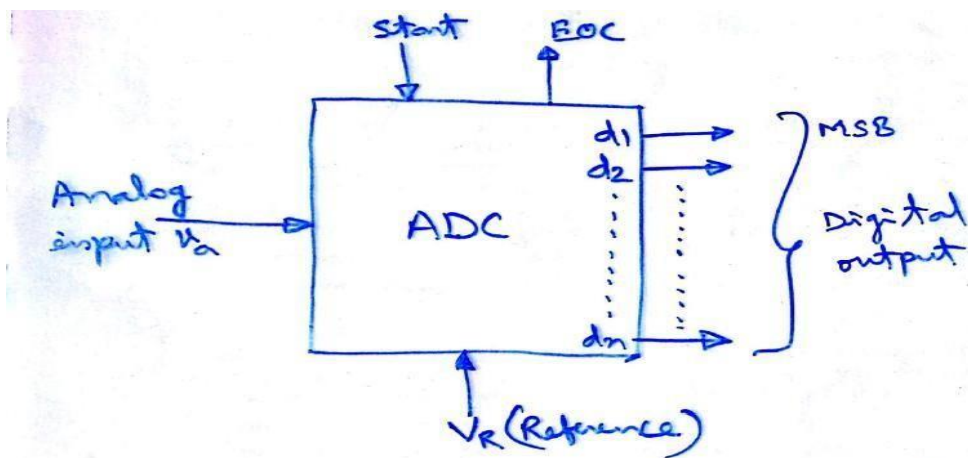 Start
EOC
d1
MSB
d2
Analog
input Va
ADC
Digital
output
dn
VR (Reference)